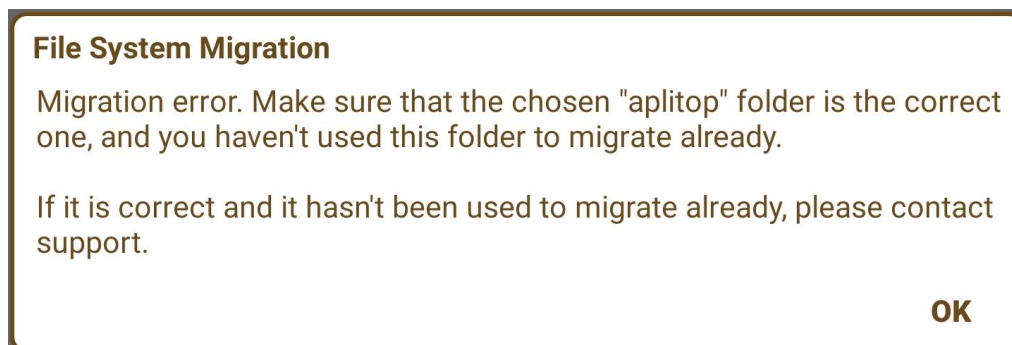 File System Migration
Migration error. Make sure that the chosen "aplitop" folder is the correct
one, and you haven't used this folder to migrate already.
If it is correct and it hasn't been used to migrate already, please contact
support.
OK